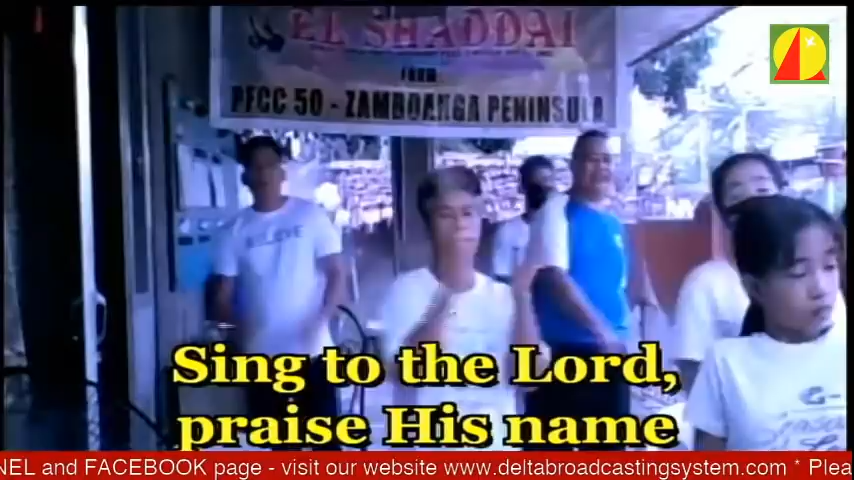 EL SHADDAI
FROM
PFCC 50 - ZAMBOANGA PENINSULA
Sing to the Lord,
praise His name
NEL and FACEBOOK page - visit our website www.deltabroadcastingsystem.com * Plea